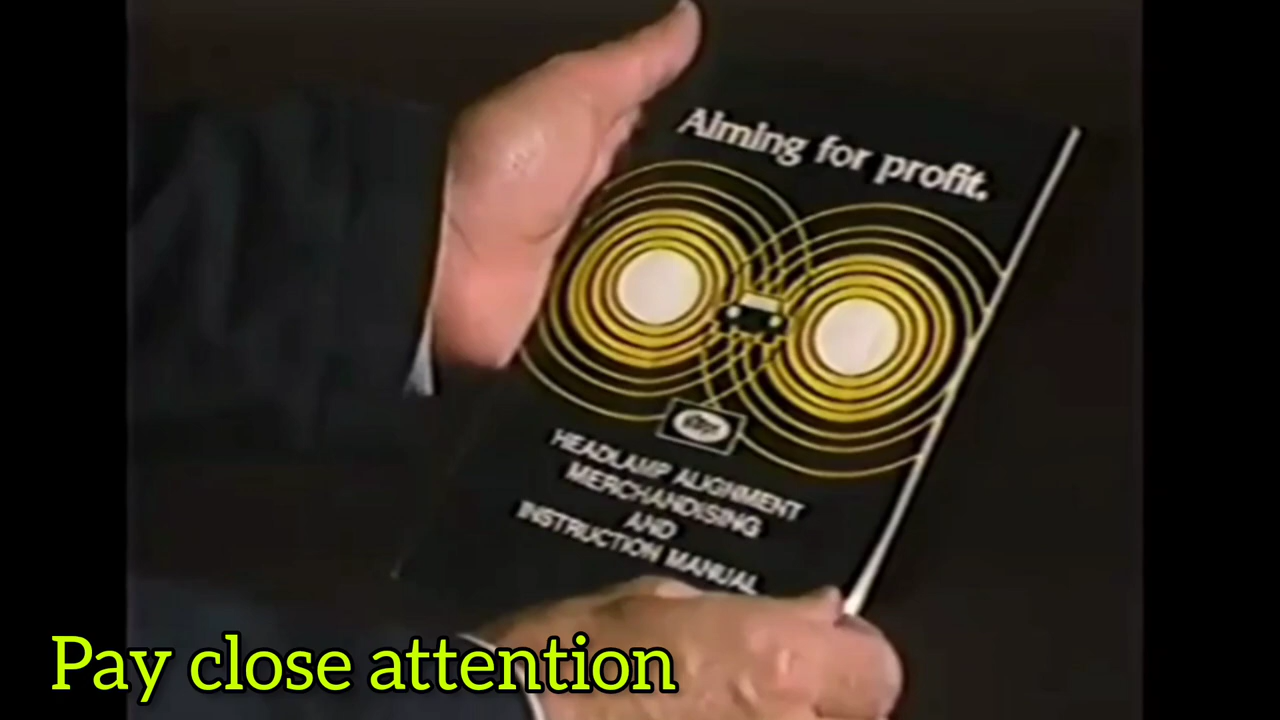 Aiming for profit.
HEADLAMP ALIGNMENT
MERCHANDISING
AND
INSTRUCTION MANUAL
Pay close attention